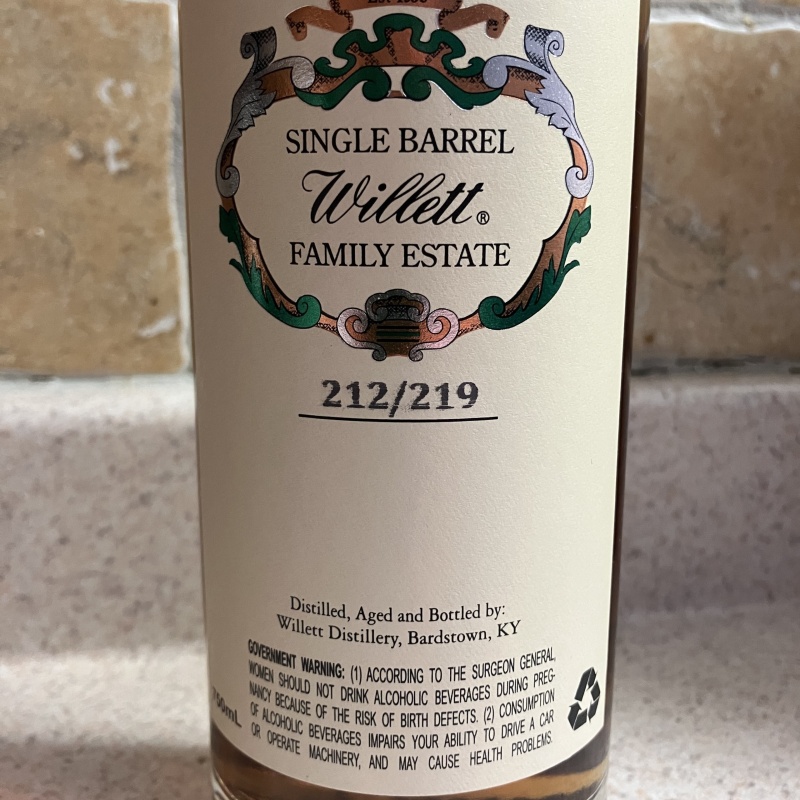 SINGLE BARREL
Willett®
FAMILY ESTATE
212/219
Distilled, Aged and Bottled by:
Willett Distillery, Bardstown, KY
GOVERNMENT WARNING: (1) ACCORDING TO THE SURGEON GENERAL,
WOMEN SHOULD NOT DRINK ALCOHOLIC BEVERAGES DURING PREG-
NANCY BECAUSE OF THE RISK OF BIRTH DEFECTS. (2) CONSUMPTION
OF ALCOHOLIC BEVERAGES IMPAIRS YOUR ABILITY TO DRIVE A CAR
OR OPERATE MACHINERY, AND MAY CAUSE HEALTH PROBLEMS.
750mL